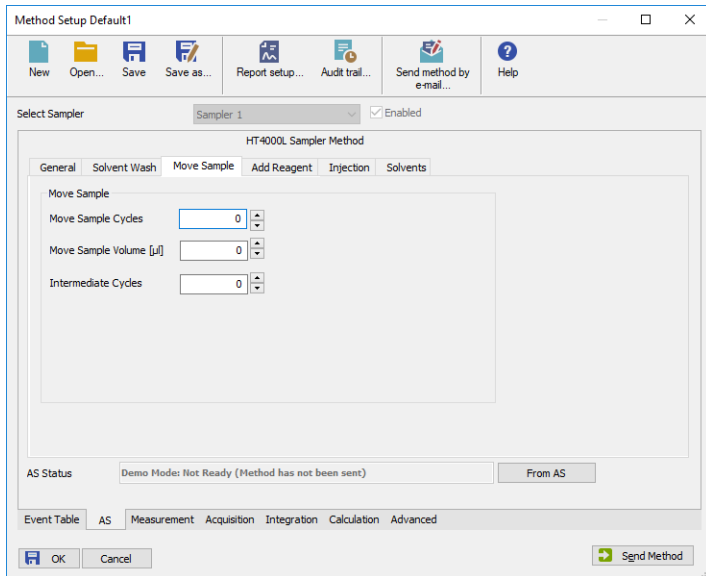 Method Setup Default1
New Open... Save Save as... Report setup... Audit trail... Send method by e-mail... Help
Select Sampler Sampler 1 Enabled
HT4000L Sampler Method
General Solvent Wash Move Sample Add Reagent Injection Solvents
Move Sample
Move Sample Cycles 0
Move Sample Volume [µl] 0
Intermediate Cycles 0
AS Status Demo Mode: Not Ready (Method has not been sent) From AS
Event Table AS Measurement Acquisition Integration Calculation Advanced
OK Cancel Send Method